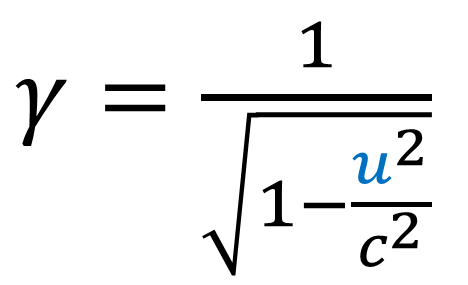 γ = 1 / √(1 − u² / c²)